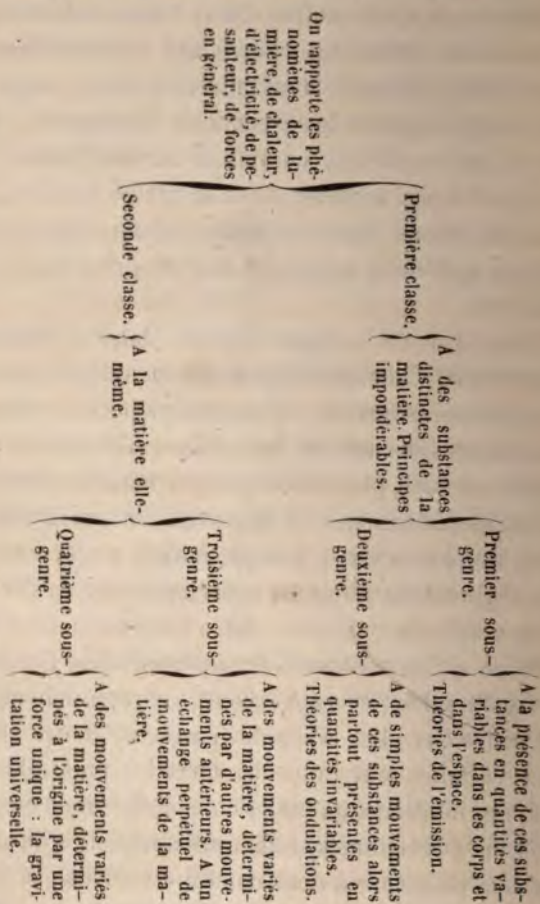 On rapporte les phé-
nomènes de lu-
mière, de chaleur,
d'électricité, de pe-
santeur, de forces
en général.
Première classe.
A des substances
distinctes de la
matière. Principes
impondérables.
Premier sous-
genre.
A la présence de ces subs-
tances en quantités va-
riables dans les corps et
dans l'espace.
Théories de l'émission.
Deuxième sous-
genre.
A de simples mouvements
de ces substances alors
partout présentes en
quantités invariables.
Théories des ondulations.
Seconde classe.
A la matière elle-
même.
Troisième sous-
genre.
A des mouvements variés
de la matière, détermi-
nés par d'autres mouve-
ments antérieurs. A un
échange perpétuel de
mouvements de la ma-
tière.
Quatrième sous-
genre.
A des mouvements variés
de la matière, détermi-
nés à l'origine par une
force unique : la gravi-
tation universelle.